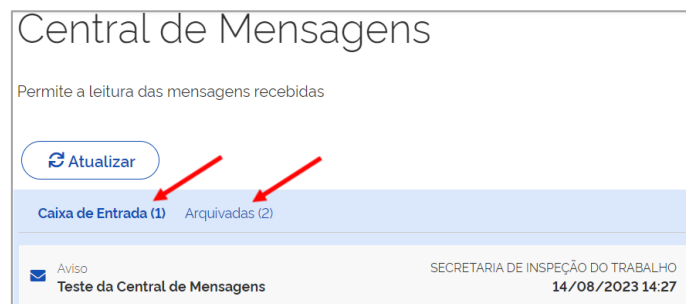 Central de Mensagens
Permite a leitura das mensagens recebidas
Atualizar
Caixa de Entrada (1) Arquivadas (2)
Aviso SECRETARIA DE INSPEÇÃO DO TRABALHO
Teste da Central de Mensagens 14/08/2023 14:27